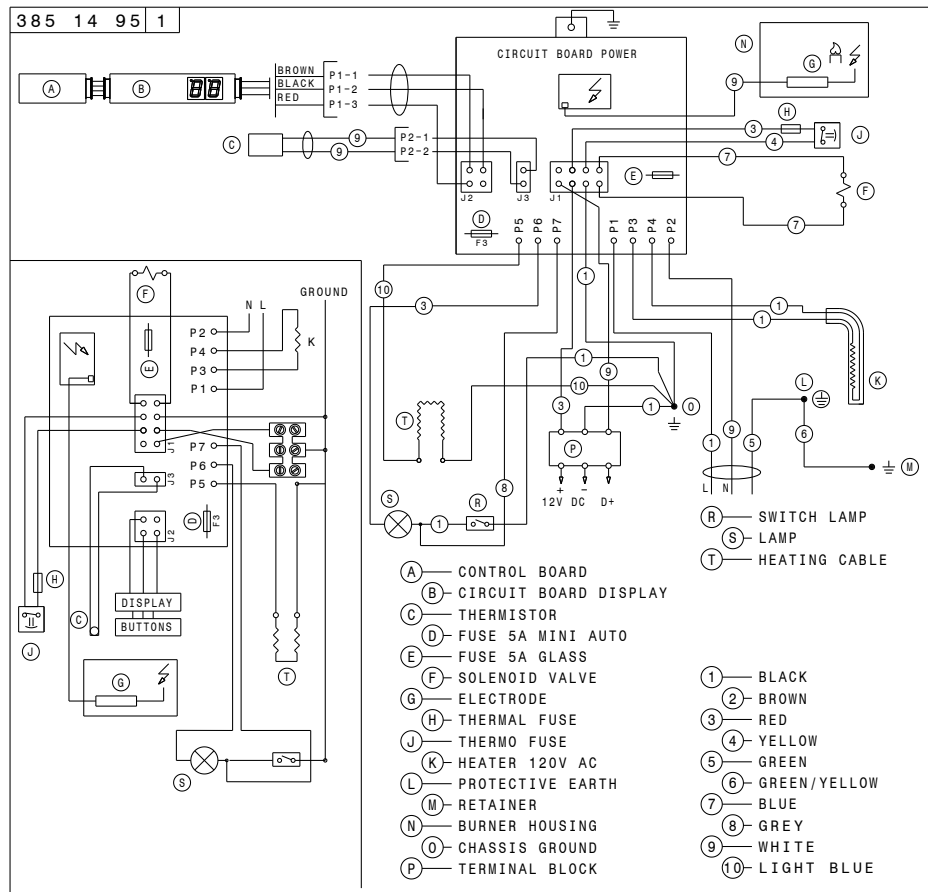 385 14 95 1
CIRCUIT BOARD POWER
N
G
A
B
BROWN
BLACK
RED
P1-1
P1-2
P1-3
9
H
3
4
J
C
9
9
P2-1
P2-2
7
E
F
J2
J3
J1
D
F3
P5
P6
P7
P1
P3
P4
P2
7
F
GROUND
N L
10
3
1
1
1
K
P2
P4
P3
P1
K
E
J1
P7
P6
P5
J3
D
F3
J2
H
C
J
DISPLAY
BUTTONS
G
T
S
1
10
9
T
3
1
O
P
+ - D+
12V DC
8
S
1
R
1
9
5
L N
L
6
M
R SWITCH LAMP
S LAMP
T HEATING CABLE
A CONTROL BOARD
B CIRCUIT BOARD DISPLAY
C THERMISTOR
D FUSE 5A MINI AUTO
E FUSE 5A GLASS
F SOLENOID VALVE
G ELECTRODE
H THERMAL FUSE
J THERMO FUSE
K HEATER 120V AC
L PROTECTIVE EARTH
M RETAINER
N BURNER HOUSING
O CHASSIS GROUND
P TERMINAL BLOCK
1 BLACK
2 BROWN
3 RED
4 YELLOW
5 GREEN
6 GREEN/YELLOW
7 BLUE
8 GREY
9 WHITE
10 LIGHT BLUE